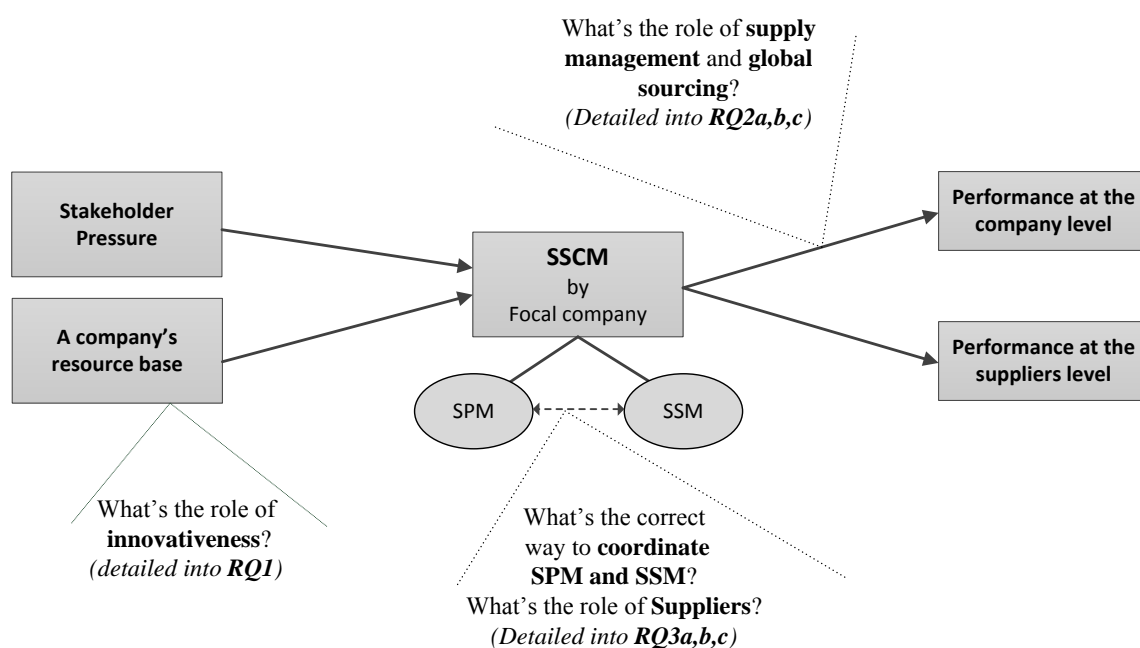 What's the role of supply
management and global
sourcing?
(Detailed into RQ2a,b,c)
Stakeholder
Pressure
A company's
resource base
SSCM
by
Focal company
Performance at the
company level
Performance at the
suppliers level
SPM
SSM
What's the role of
innovativeness?
(detailed into RQ1)
What's the correct
way to coordinate
SPM and SSM?
What's the role of Suppliers?
(Detailed into RQ3a,b,c)